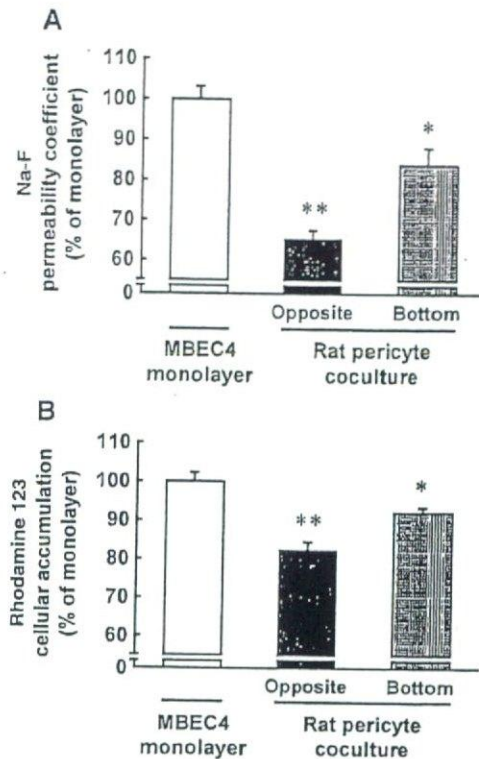 A
Na-F
permeability coefficient
(% of monolayer)
110
100
90
80
70
60
0
**
*
Opposite
Bottom
MBEC4
monolayer
Rat pericyte
coculture
B
Rhodamine 123
cellular accumulation
(% of monolayer)
110
100
90
80
70
60
0
**
*
Opposite
Bottom
MBEC4
monolayer
Rat pericyte
coculture